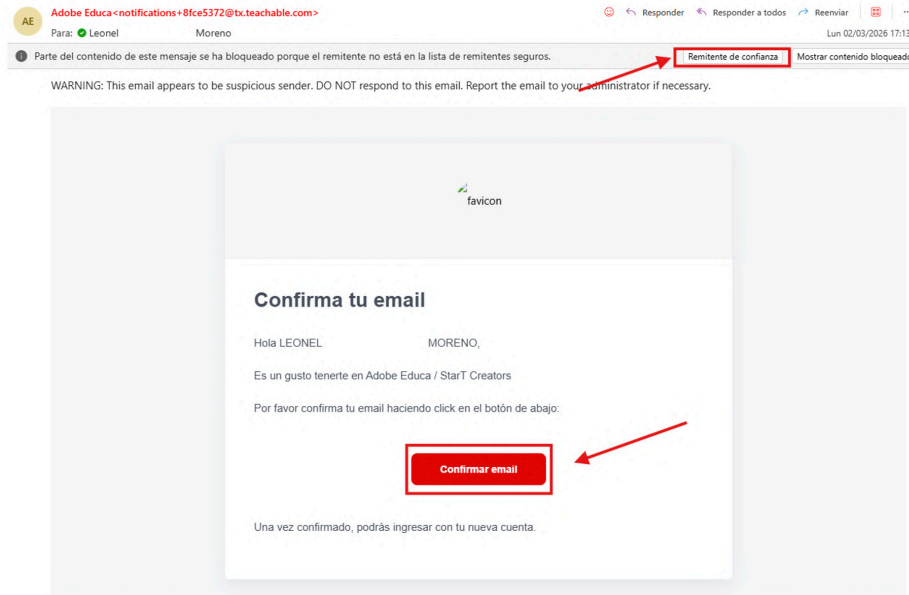 AE
Adobe Educa<notifications+8fce5372@tx.teachable.com>
Responder Responder a todos Reenviar
Para: Leonel Moreno
Lun 02/03/2026 17:13
Parte del contenido de este mensaje se ha bloqueado porque el remitente no está en la lista de remitentes seguros.
Remitente de confianza
Mostrar contenido bloqueado
WARNING: This email appears to be suspicious sender. DO NOT respond to this email. Report the email to your administrator if necessary.
favicon
Confirma tu email
Hola LEONEL MORENO,
Es un gusto tenerte en Adobe Educa / StarT Creators
Por favor confirma tu email haciendo click en el botón de abajo:
Confirmar email
Una vez confirmado, podrás ingresar con tu nueva cuenta.